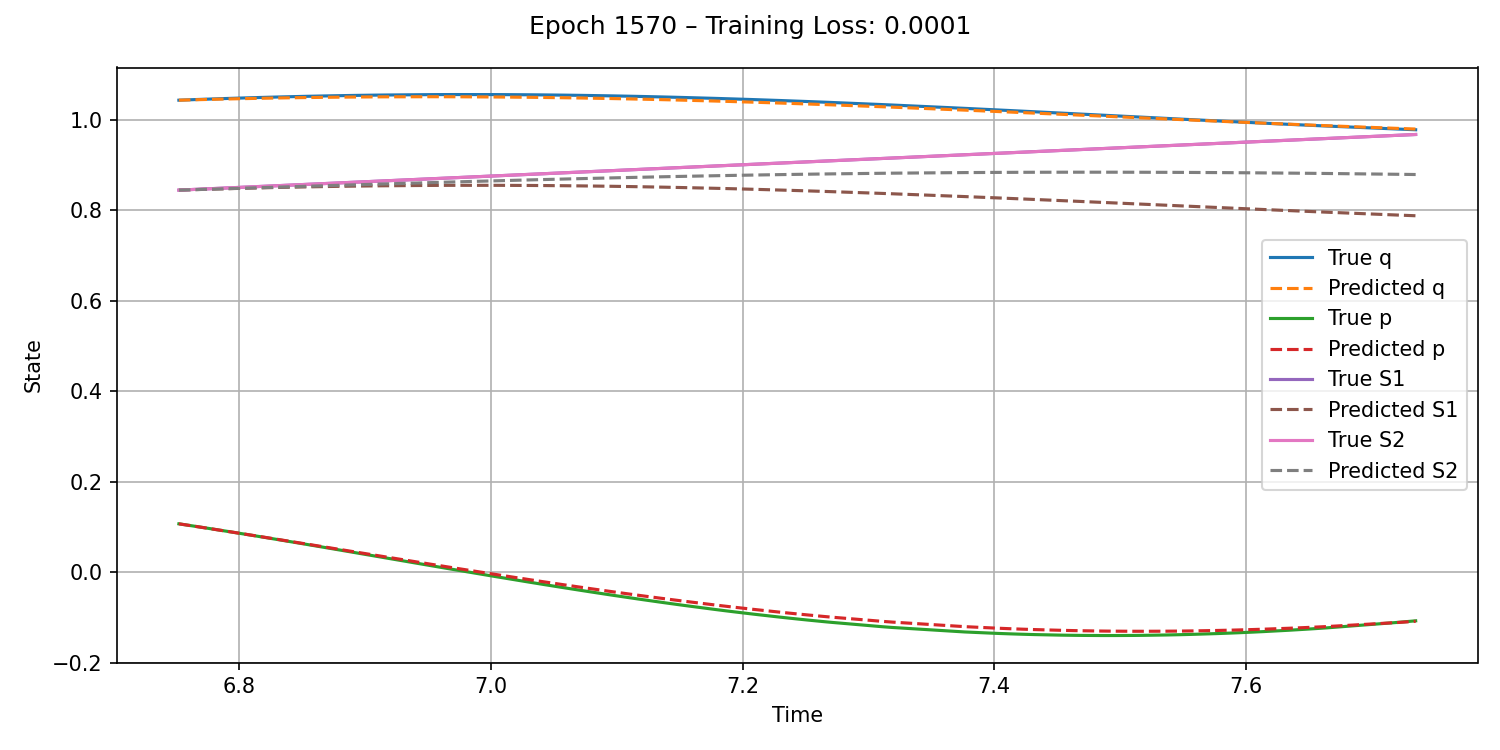 Epoch 1570 – Training Loss: 0.0001
State
1.0
0.8
0.6
0.4
0.2
0.0
−0.2
True q
Predicted q
True p
Predicted p
True S1
Predicted S1
True S2
Predicted S2
6.8 7.0 7.2 7.4 7.6
Time